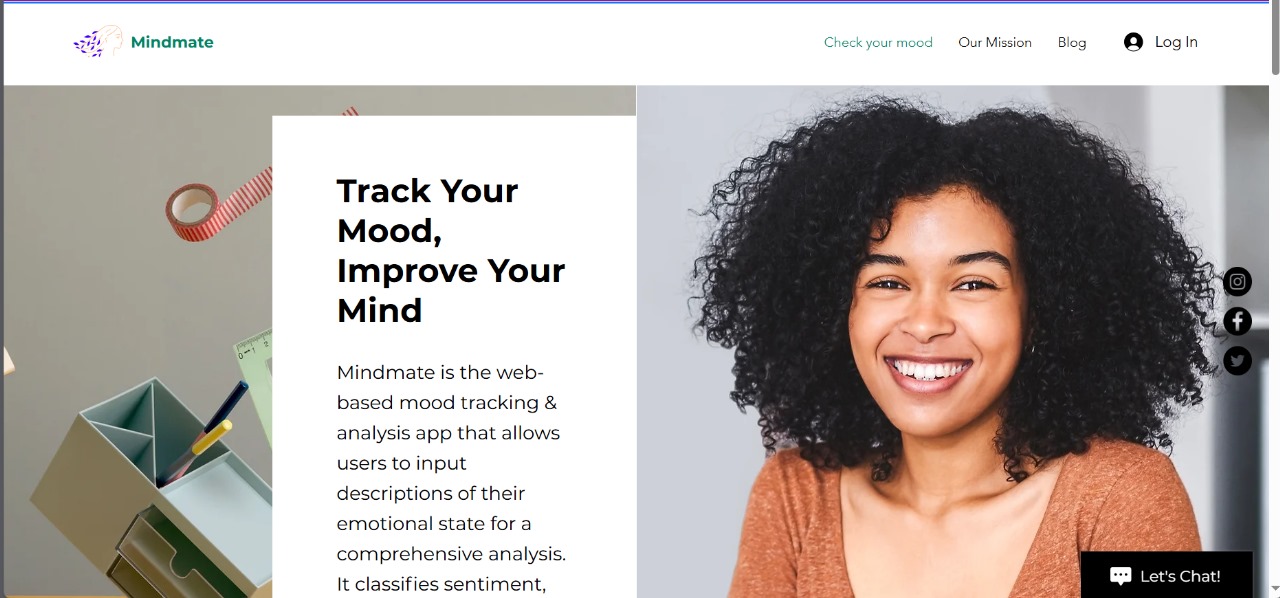 Mindmate
Check your mood
Our Mission
Blog
Log In
Track Your
Mood,
Improve Your
Mind
Mindmate is the web-
based mood tracking &
analysis app that allows
users to input
descriptions of their
emotional state for a
comprehensive analysis.
It classifies sentiment,
Let's Chat!